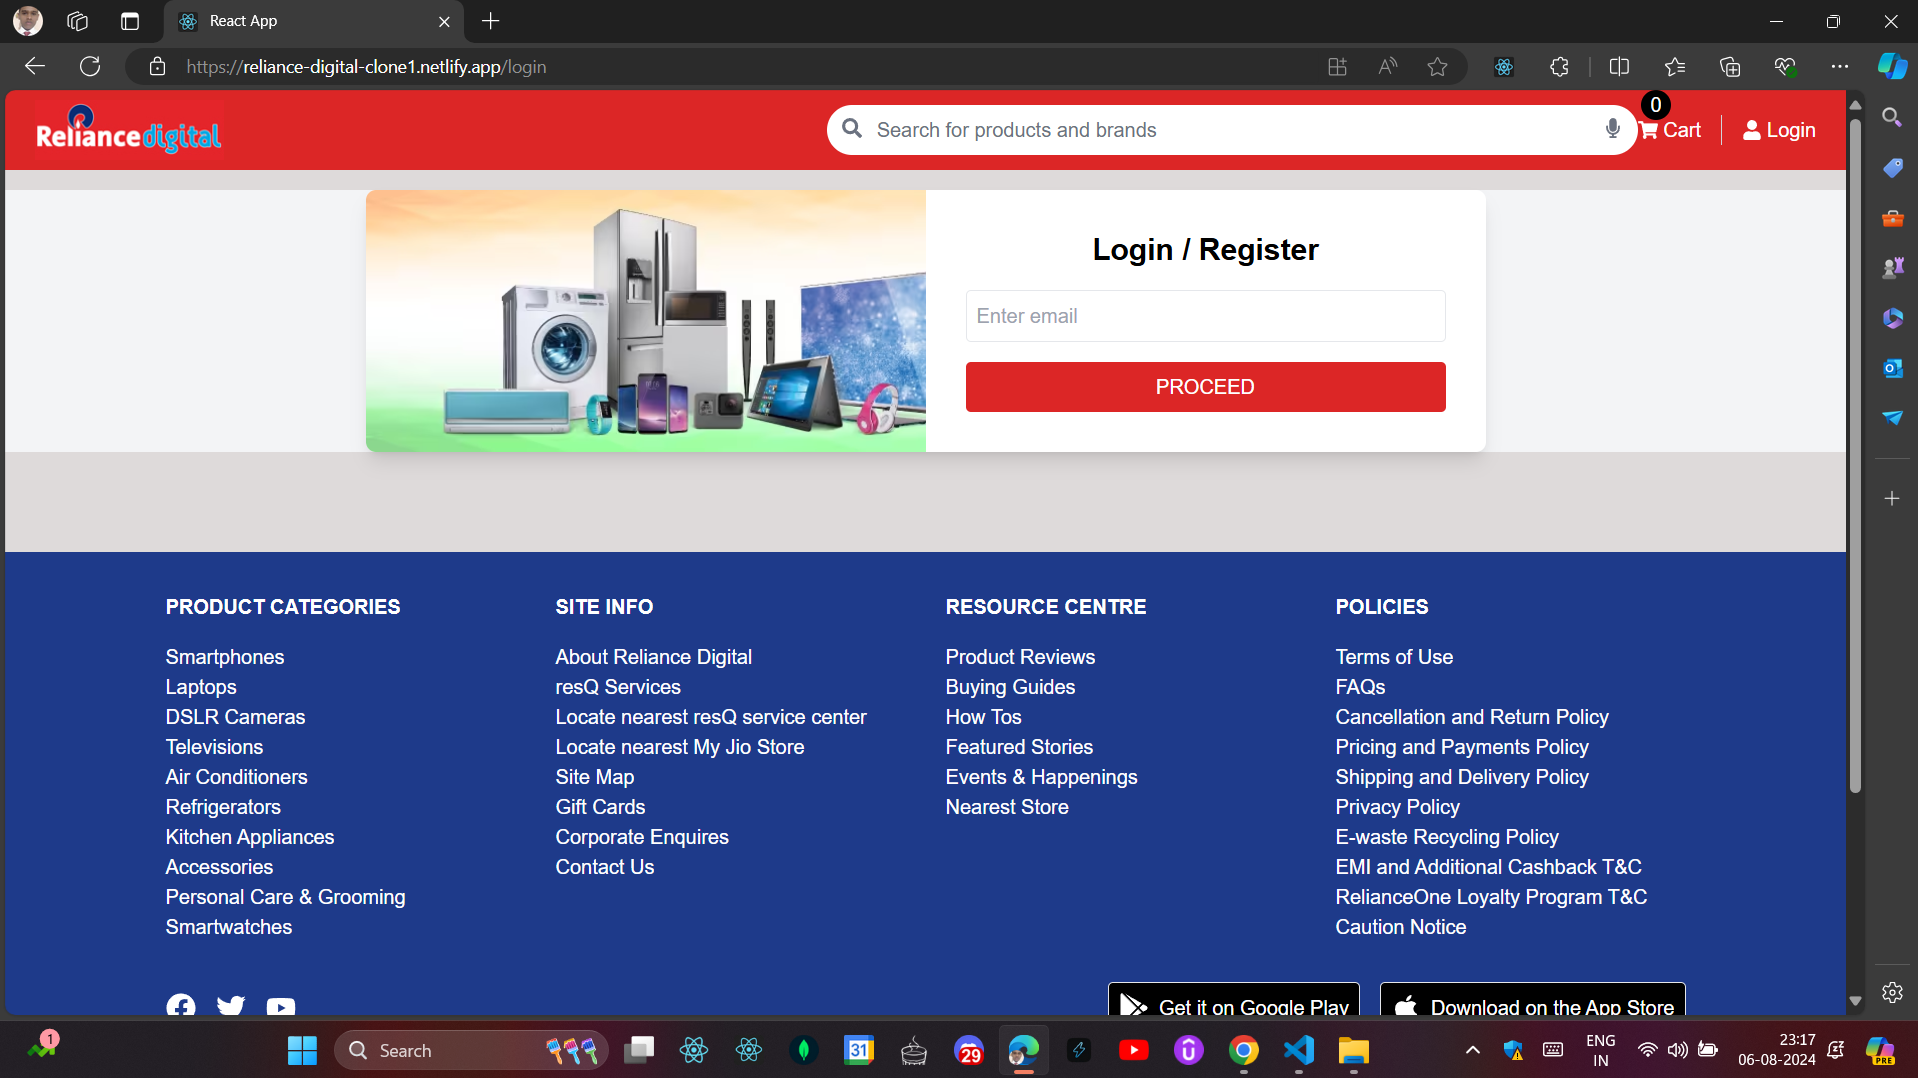 React App
https://reliance-digital-clone1.netlify.app/login
Reliance digital
Search for products and brands
0
Cart
Login
Login / Register
Enter email
PROCEED
PRODUCT CATEGORIES
Smartphones
Laptops
DSLR Cameras
Televisions
Air Conditioners
Refrigerators
Kitchen Appliances
Accessories
Personal Care & Grooming
Smartwatches
SITE INFO
About Reliance Digital
resQ Services
Locate nearest resQ service center
Locate nearest My Jio Store
Site Map
Gift Cards
Corporate Enquires
Contact Us
RESOURCE CENTRE
Product Reviews
Buying Guides
How Tos
Featured Stories
Events & Happenings
Nearest Store
POLICIES
Terms of Use
FAQs
Cancellation and Return Policy
Pricing and Payments Policy
Shipping and Delivery Policy
Privacy Policy
E-waste Recycling Policy
EMI and Additional Cashback T&C
RelianceOne Loyalty Program T&C
Caution Notice
Get it on Google Play
Download on the App Store
1
Search
31
29
ENG
IN
23:17
06-08-2024
PRE